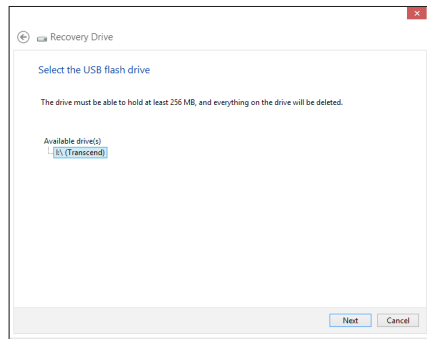 Recovery Drive
Select the USB flash drive
The drive must be able to hold at least 256 MB, and everything on the drive will be deleted.
Available drive(s)
I:\ (Transcend)
Next
Cancel